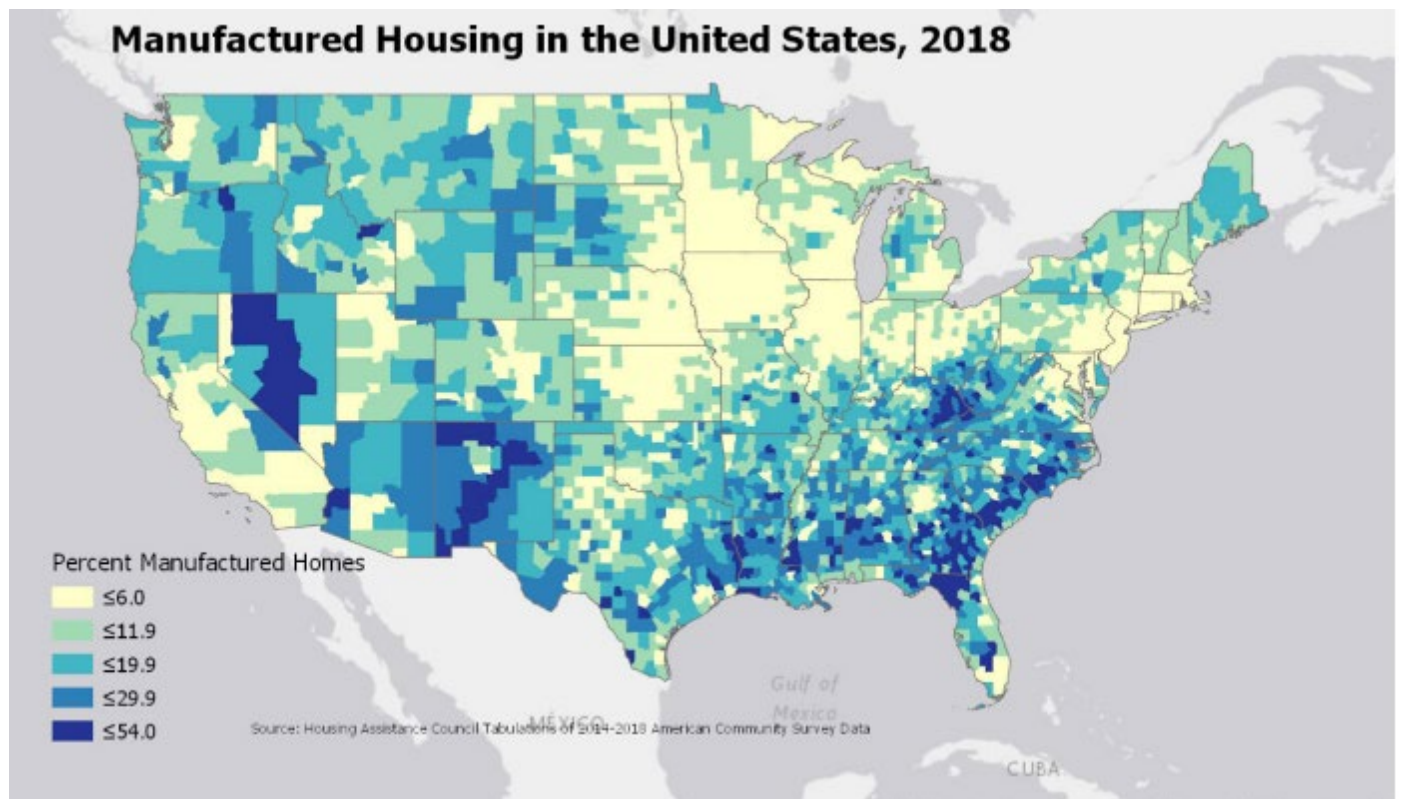 Manufactured Housing in the United States, 2018
Percent Manufactured Homes
≤6.0
≤11.9
≤19.9
≤29.9
≤54.0
Gulf of
Mexico
MÉXICO
Source: Housing Assistance Council Tabulations of 2014-2018 American Community Survey Data
CUBA